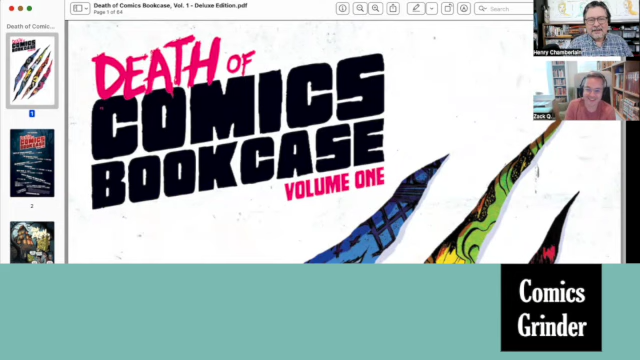 Death of Comics Bookcase, Vol. 1 - Deluxe Edition.pdf
Page 1 of 64
Death of Comic…
1
2
DEATH OF
COMICS
BOOKCASE
VOLUME ONE
Henry Chamberlain
Zack Q.
Comics
Grinder